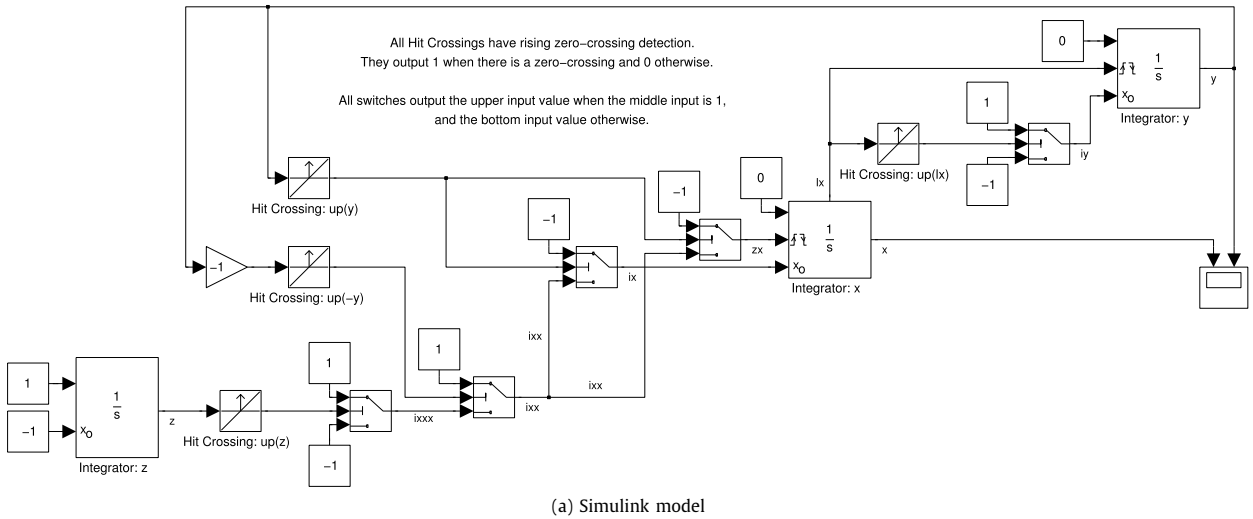 All Hit Crossings have rising zero−crossing detection.
They output 1 when there is a zero−crossing and 0 otherwise.
All switches output the upper input value when the middle input is 1,
and the bottom input value otherwise.
0
1
s
y
xo
Integrator: y
1
iy
Hit Crossing: up(lx)
−1
lx
Hit Crossing: up(y)
−1
0
−1
zx
1
s
x
xo
ix
Integrator: x
−1
Hit Crossing: up(−y)
ixx
1
1
ixx
ixx
1
1
s
z
−1
xo
Integrator: z
Hit Crossing: up(z)
ixxx
−1
(a) Simulink model